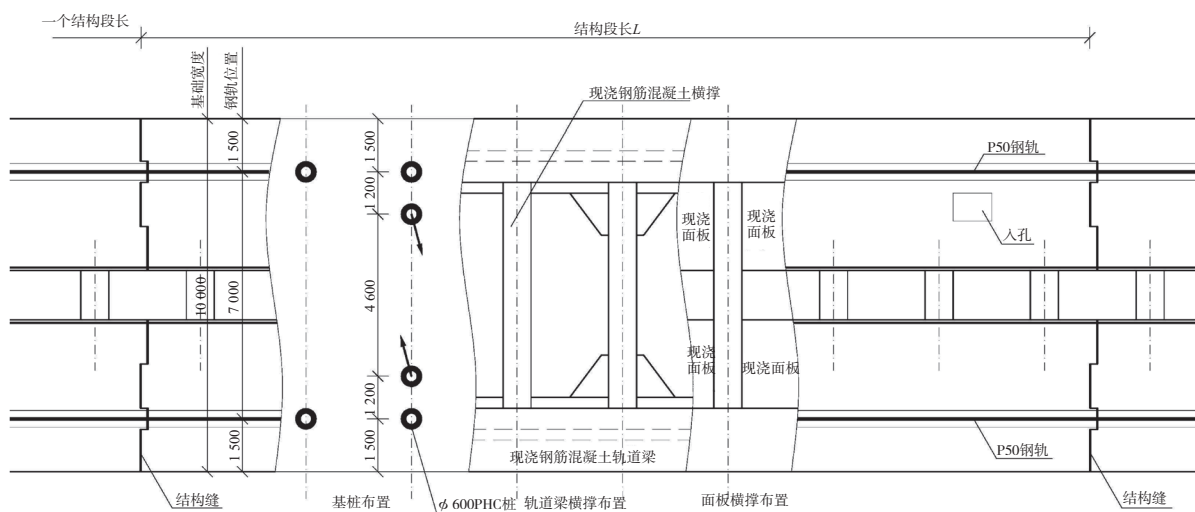 一个结构段长
结构段长L
基础宽度
钢轨位置
现浇钢筋混凝土横撑
P50钢轨
1 500
1 500
1 200
现浇
面板
现浇
面板
人孔
10 000
7 000
4 600
现浇
面板
现浇面板
1 200
1 500
1 500
现浇钢筋混凝土轨道梁
P50钢轨
结构缝
基桩布置
ϕ 600PHC桩
轨道梁横撑布置
面板横撑布置
结构缝